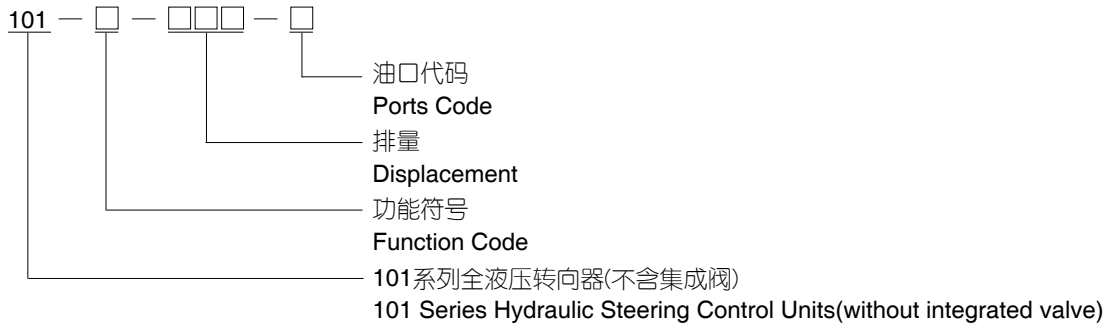 101 — □ — □□□ — □
油口代码
Ports Code
排量
Displacement
功能符号
Function Code
101系列全液压转向器(不含集成阀)
101 Series Hydraulic Steering Control Units(without integrated valve)